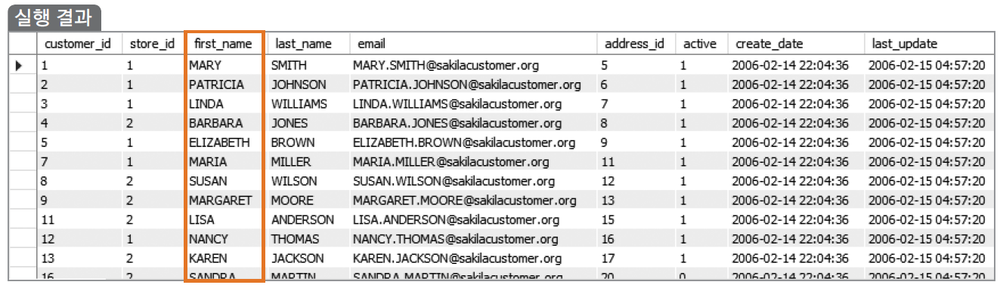 실행 결과
customer_id store_id first_name last_name email address_id active create_date last_update
1 1 MARY SMITH MARY.SMITH@sakilacustomer.org 5 1 2006-02-14 22:04:36 2006-02-15 04:57:20
2 1 PATRICIA JOHNSON PATRICIA.JOHNSON@sakilacustomer.org 6 1 2006-02-14 22:04:36 2006-02-15 04:57:20
3 1 LINDA WILLIAMS LINDA.WILLIAMS@sakilacustomer.org 7 1 2006-02-14 22:04:36 2006-02-15 04:57:20
4 2 BARBARA JONES BARBARA.JONES@sakilacustomer.org 8 1 2006-02-14 22:04:36 2006-02-15 04:57:20
5 1 ELIZABETH BROWN ELIZABETH.BROWN@sakilacustomer.org 9 1 2006-02-14 22:04:36 2006-02-15 04:57:20
7 1 MARIA MILLER MARIA.MILLER@sakilacustomer.org 11 1 2006-02-14 22:04:36 2006-02-15 04:57:20
8 2 SUSAN WILSON SUSAN.WILSON@sakilacustomer.org 12 1 2006-02-14 22:04:36 2006-02-15 04:57:20
9 2 MARGARET MOORE MARGARET.MOORE@sakilacustomer.org 13 1 2006-02-14 22:04:36 2006-02-15 04:57:20
11 2 LISA ANDERSON LISA.ANDERSON@sakilacustomer.org 15 1 2006-02-14 22:04:36 2006-02-15 04:57:20
12 1 NANCY THOMAS NANCY.THOMAS@sakilacustomer.org 16 1 2006-02-14 22:04:36 2006-02-15 04:57:20
13 2 KAREN JACKSON KAREN.JACKSON@sakilacustomer.org 17 1 2006-02-14 22:04:36 2006-02-15 04:57:20
16 2 SANDRA MARTIN SANDRA.MARTIN@sakilacustomer.org 20 0 2006-02-14 22:04:36 2006-02-15 04:57:20